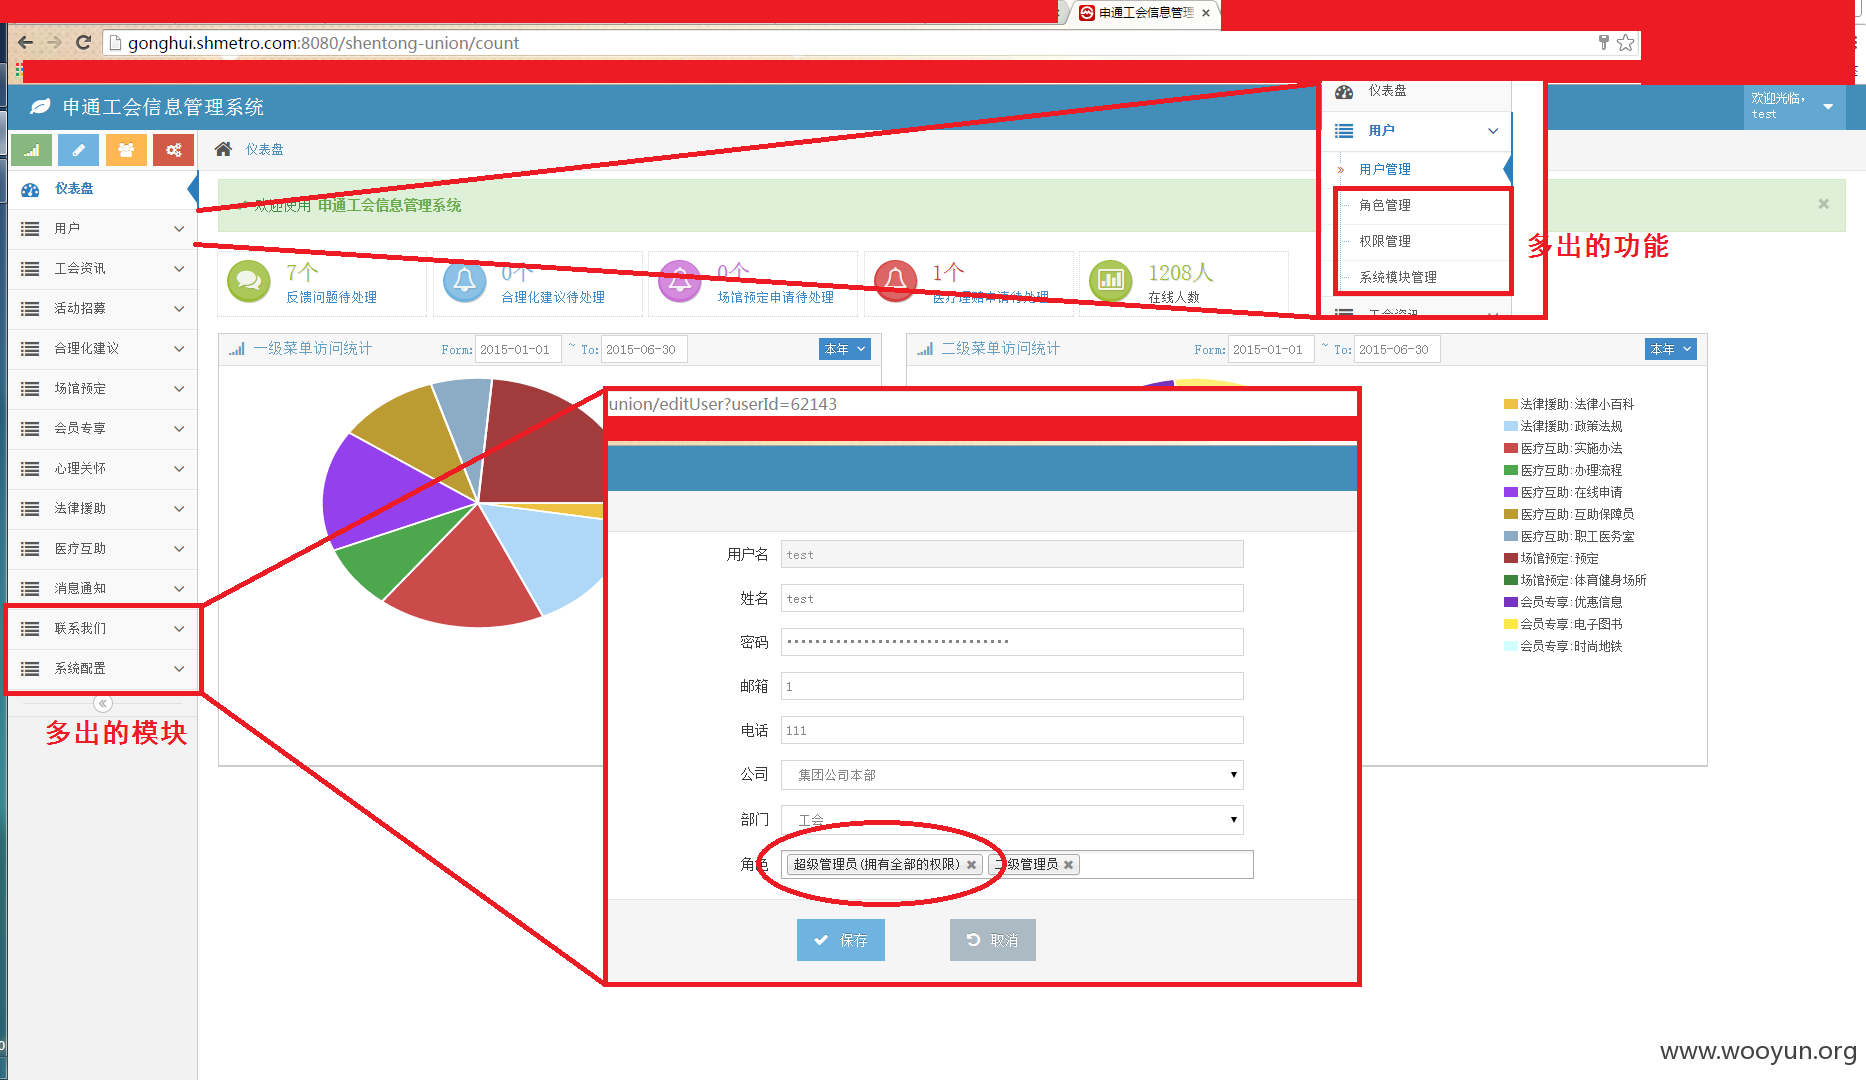 申通工会信息管理系统
gonghui.shmetro.com:8080/shentong-union/count
申通工会信息管理系统
欢迎光临，
test
仪表盘
仪表盘
用户
工会资讯
活动招募
合理化建议
场馆预定
会员专享
心理关怀
法律援助
医疗互助
消息通知
联系我们
系统配置
多出的模块
欢迎使用 申通工会信息管理系统
7个
反馈问题待处理
0个
合理化建议待处理
0个
场馆预定申请待处理
1个
医疗理赔申请待处理
1208人
在线人数
仪表盘
用户
用户管理
角色管理
权限管理
系统模块管理
工会资讯
多出的功能
一级菜单访问统计 Form: 2015-01-01 ~ To: 2015-06-30 本年
二级菜单访问统计 Form: 2015-01-01 ~ To: 2015-06-30 本年
法律援助:法律小百科
法律援助:政策法规
医疗互助:实施办法
医疗互助:办理流程
医疗互助:在线申请
医疗互助:互助保障员
医疗互助:职工医务室
场馆预定:预定
场馆预定:体育健身场所
会员专享:优惠信息
会员专享:电子图书
会员专享:时尚地铁
union/editUser?userId=62143
用户名 test
姓名 test
密码 ••••••••••••••••••••••••••••••••
邮箱 1
电话 111
公司 集团公司本部
部门 工会
角色 超级管理员(拥有全部的权限) 二级管理员
保存 取消
www.wooyun.org